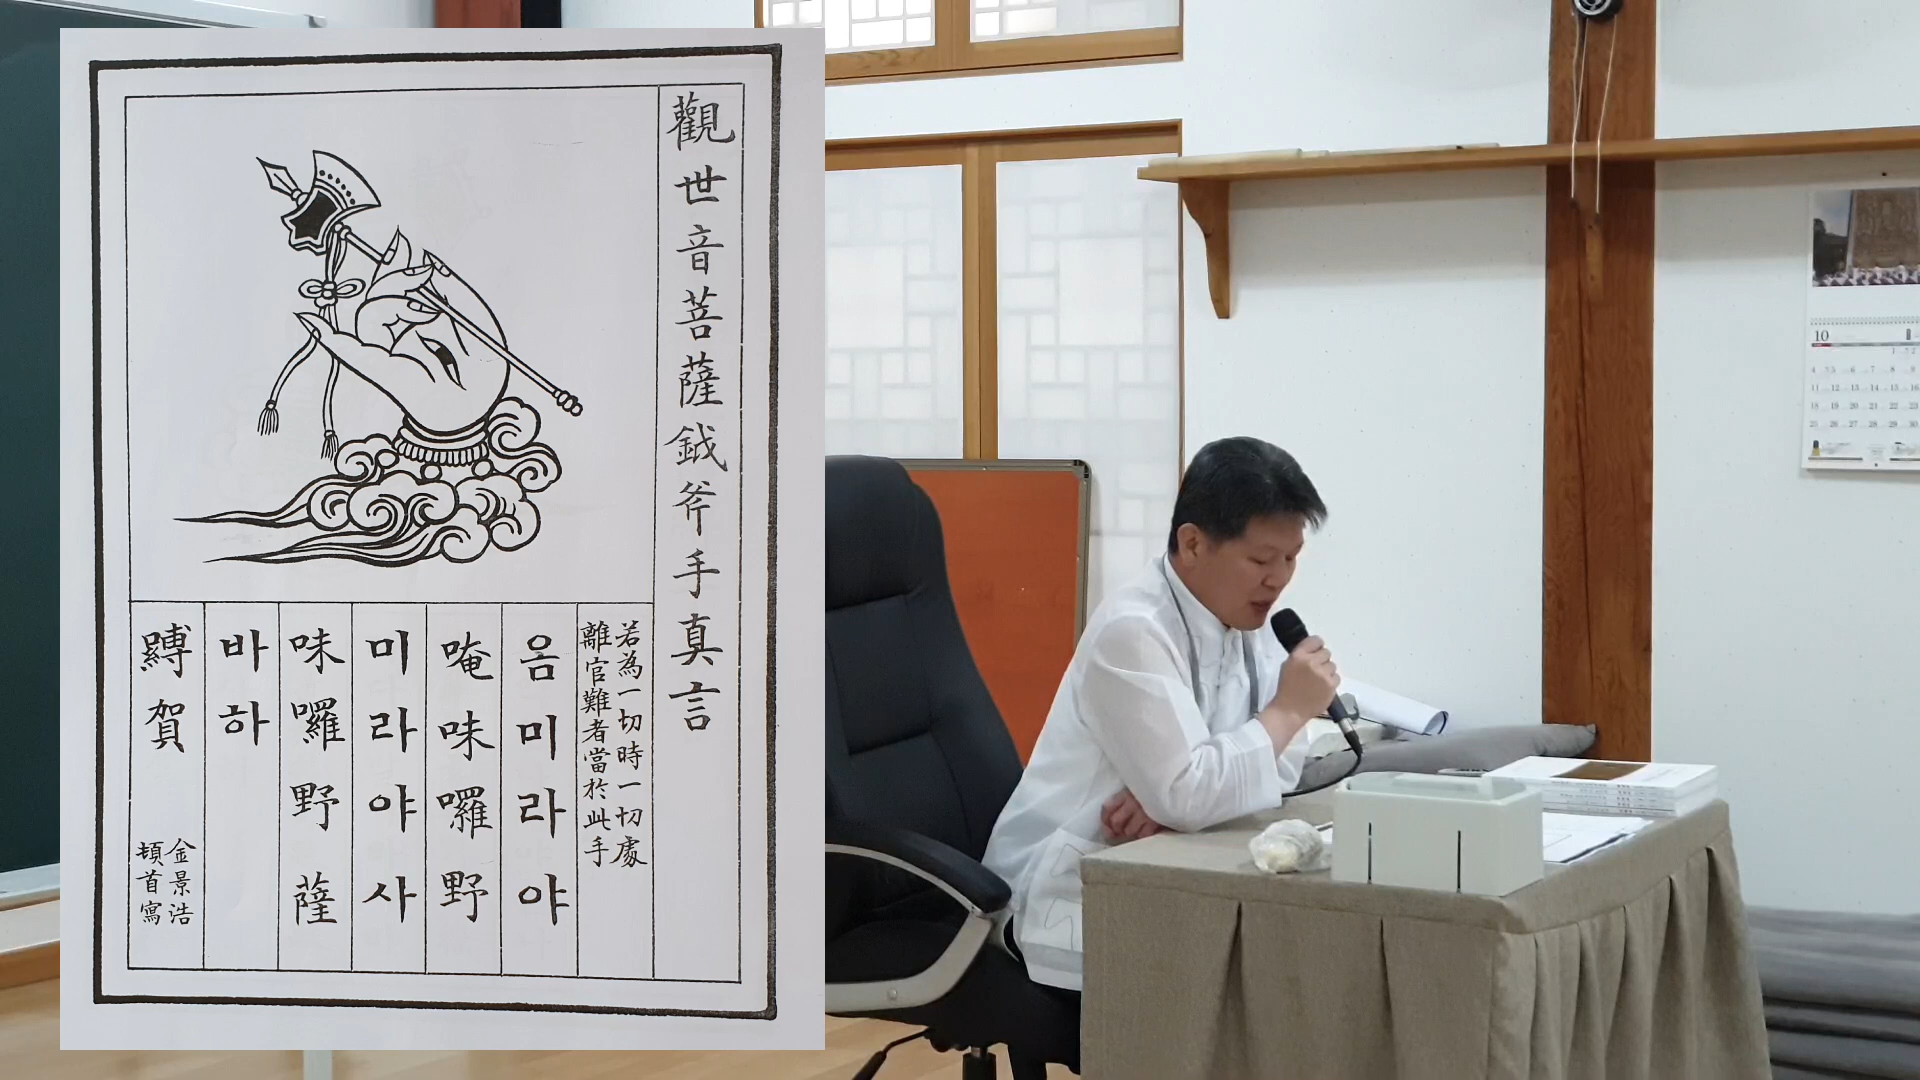 觀世音菩薩鉞斧手真言
若為一切時一切處
離官難者當於此手
옴미라야
唵味囉野
미라야사
味囉野薩
바하
縛賀
金景浩
頓首寫
10